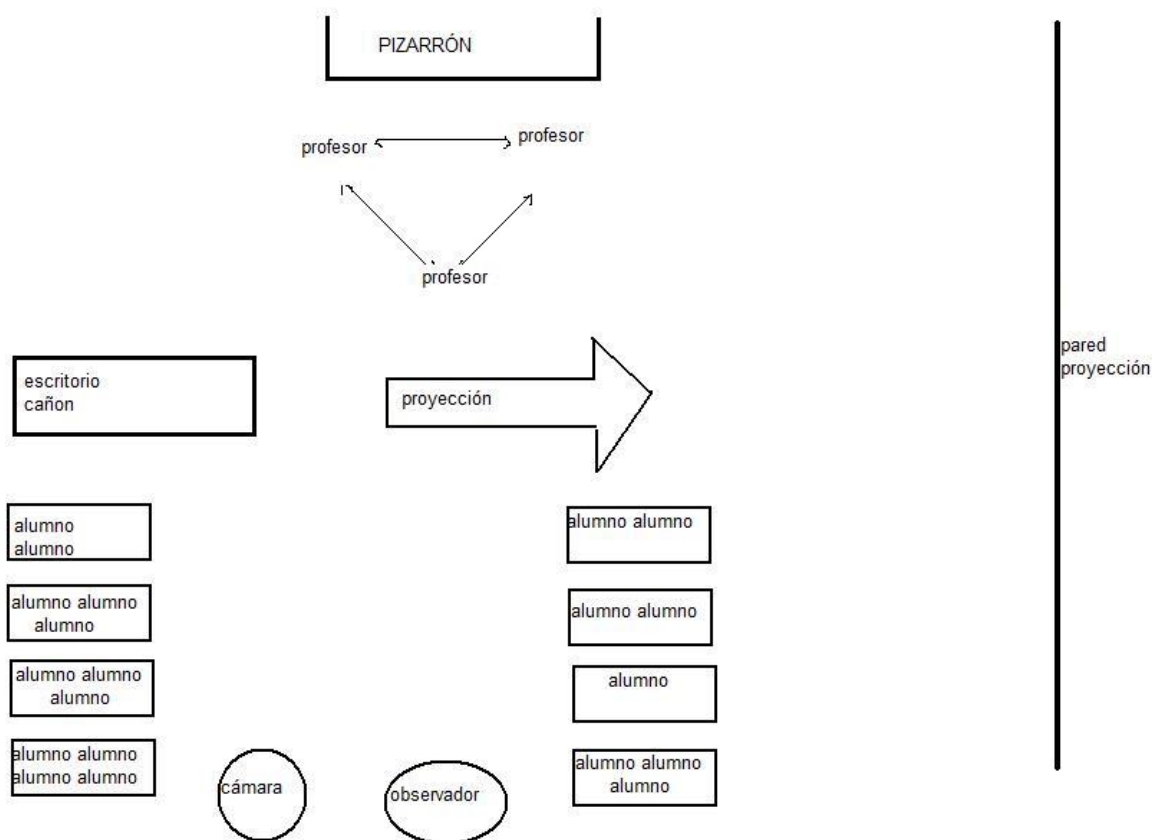 PIZARRÓN
profesor
profesor
profesor
escritorio
cañon
proyección
pared
proyección
alumno
alumno
alumno alumno
alumno alumno
alumno
alumno alumno
alumno alumno
alumno
alumno
alumno alumno
alumno alumno
cámara
observador
alumno alumno
alumno